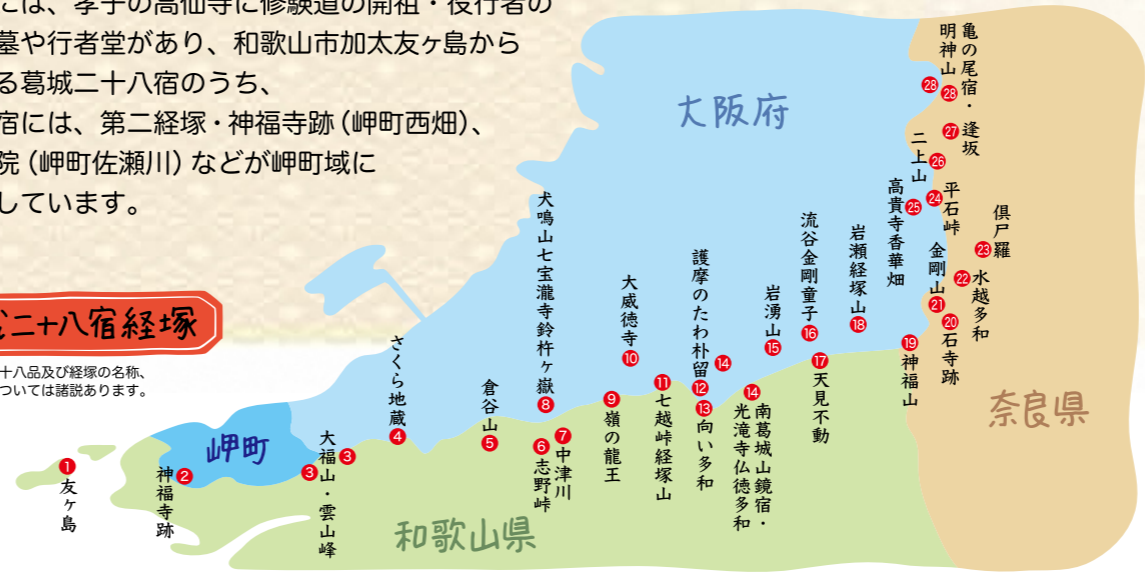 には、孝子の高仙寺に修験道の開祖・役行者の
墓や行者堂があり、和歌山市加太友ヶ島から
る葛城二十八宿のうち、
宿には、第二経塚・神福寺跡（岬町西畑）、
院（岬町佐瀬川）などが岬町域に
しています。
二十八宿経塚
十八品及び経塚の名称、
ついては諸説あります。
大阪府
奈良県
和歌山県
岬町
1 友ヶ島
2 神福寺跡
3 3 大福山・雲山峰
4 さくら地蔵
5 倉谷山
6 志野峠
7 中津川
8 犬鳴山七宝瀧寺鈴杵ヶ嶽
9 嶺の龍王
10 大威徳寺
11 七越峠経塚山
12 護摩のたわ朴留
13 向い多和
14 14 南葛城山鏡宿・
光滝寺仏徳多和
15 岩湧山
16 流谷金剛童子
17 天見不動
18 岩瀬経塚山
19 神福山
20 石寺跡
21 金剛山
22 水越多和
23 倶尸羅
24 平石峠
25 高貴寺香華畑
26 二上山
27 逢坂
28 28 亀の尾宿・
明神山